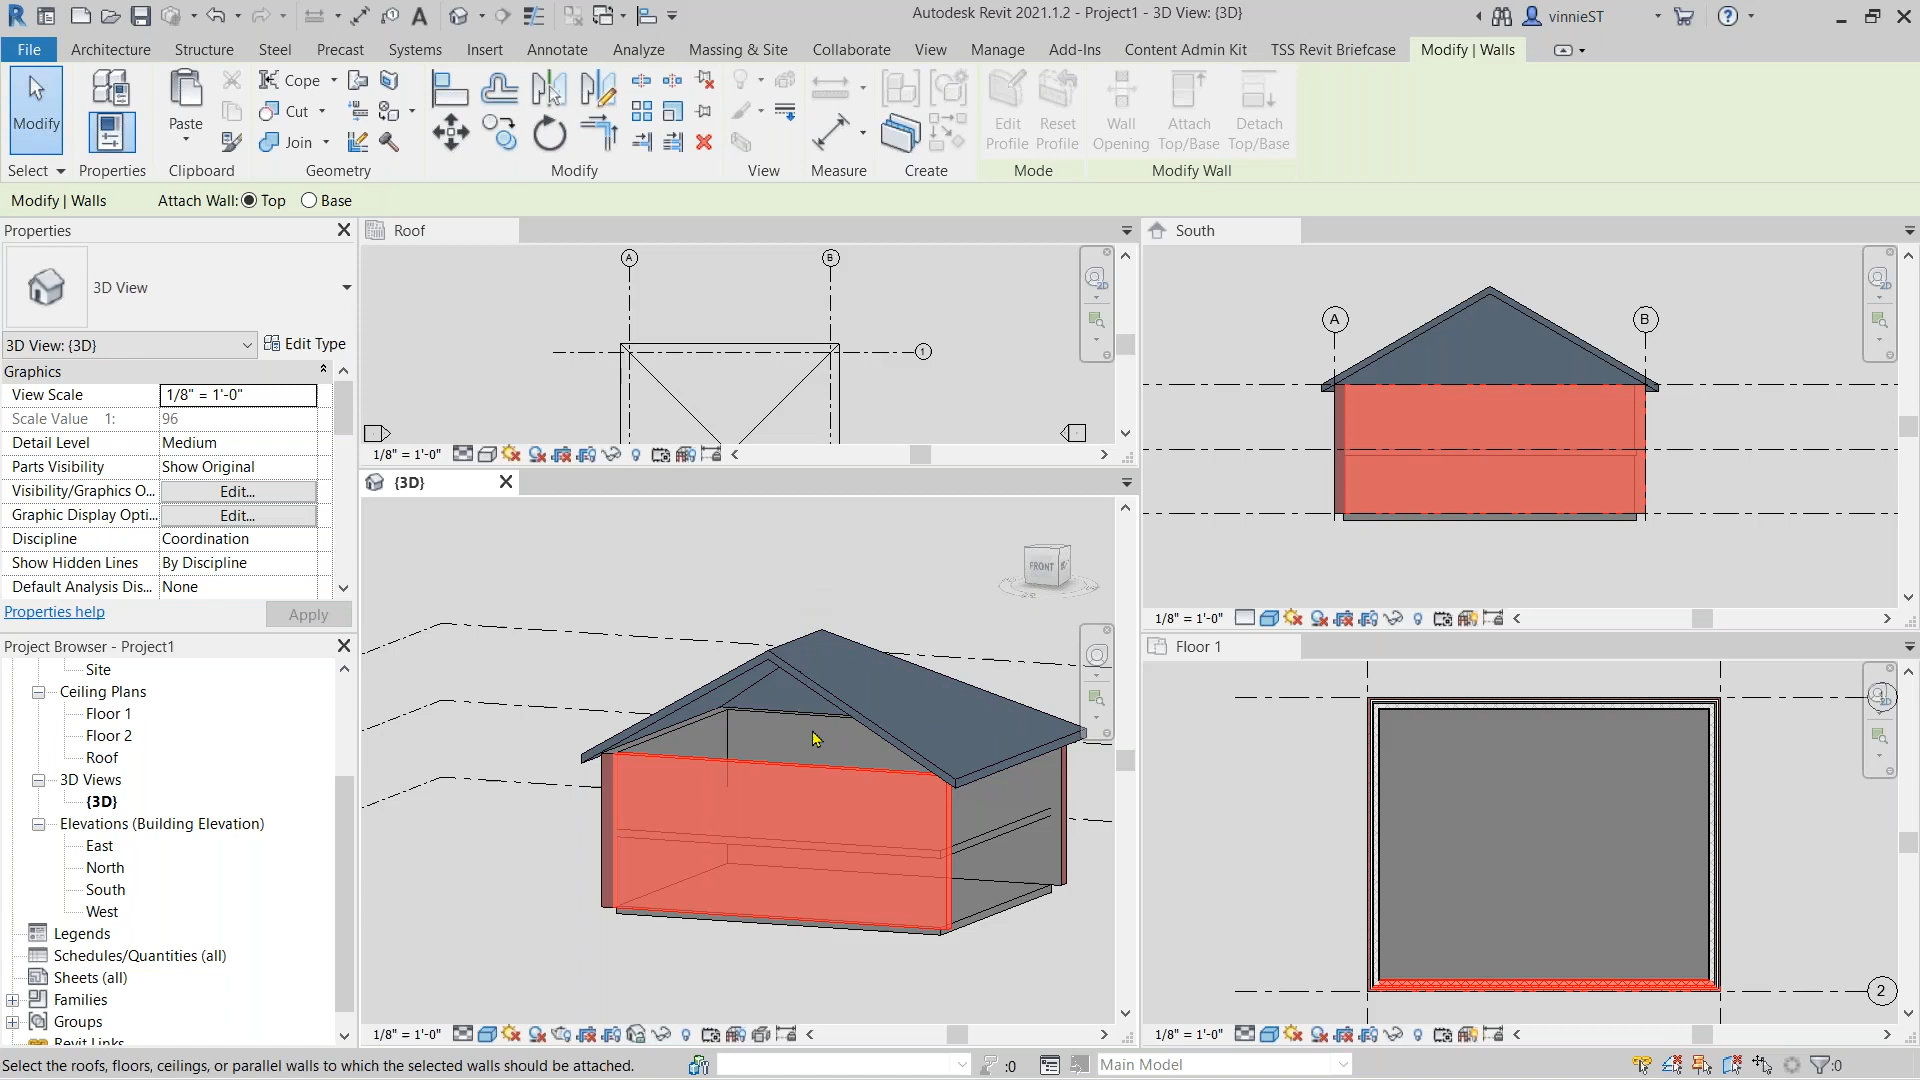 Autodesk Revit 2021.1.2 - Project1 - 3D View: {3D}
vinnieST
File Architecture Structure Steel Precast Systems Insert Annotate Analyze Massing & Site Collaborate View Manage Add-Ins Content Admin Kit TSS Revit Briefcase Modify | Walls
Modify
Paste
Cope
Cut
Join
Edit Profile
Reset Profile
Wall Opening
Attach Top/Base
Detach Top/Base
Select Properties Clipboard Geometry Modify View Measure Create Mode Modify Wall
Modify | Walls Attach Wall: Top Base
Properties
3D View
3D View: {3D} Edit Type
Graphics
View Scale 1/8" = 1'-0"
Scale Value 1: 96
Detail Level Medium
Parts Visibility Show Original
Visibility/Graphics O... Edit...
Graphic Display Opti... Edit...
Discipline Coordination
Show Hidden Lines By Discipline
Default Analysis Dis... None
Properties help Apply
Project Browser - Project1
Site
Ceiling Plans
Floor 1
Floor 2
Roof
3D Views
{3D}
Elevations (Building Elevation)
East
North
South
West
Legends
Schedules/Quantities (all)
Sheets (all)
Families
Groups
Revit Links
Roof
A B
1
2D
1/8" = 1'-0"
{3D}
FRONT
1/8" = 1'-0"
South
A B
2D
1/8" = 1'-0"
Floor 1
2D
2
1/8" = 1'-0"
Select the roofs, floors, ceilings, or parallel walls to which the selected walls should be attached.
:0
Main Model
:0